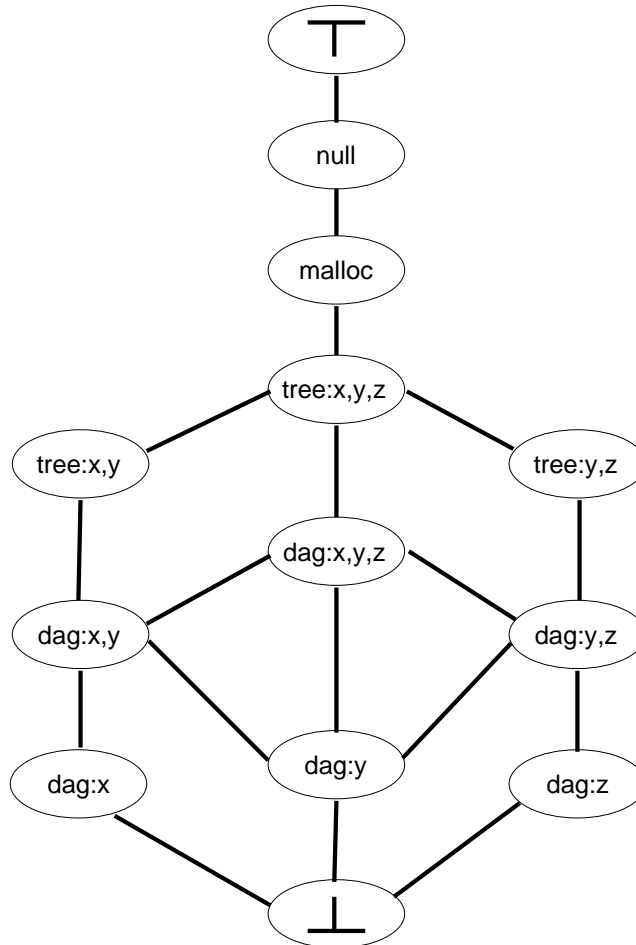 ⊤
null
malloc
tree:x,y,z
tree:x,y
tree:y,z
dag:x,y,z
dag:x,y
dag:y,z
dag:x
dag:y
dag:z
⊥